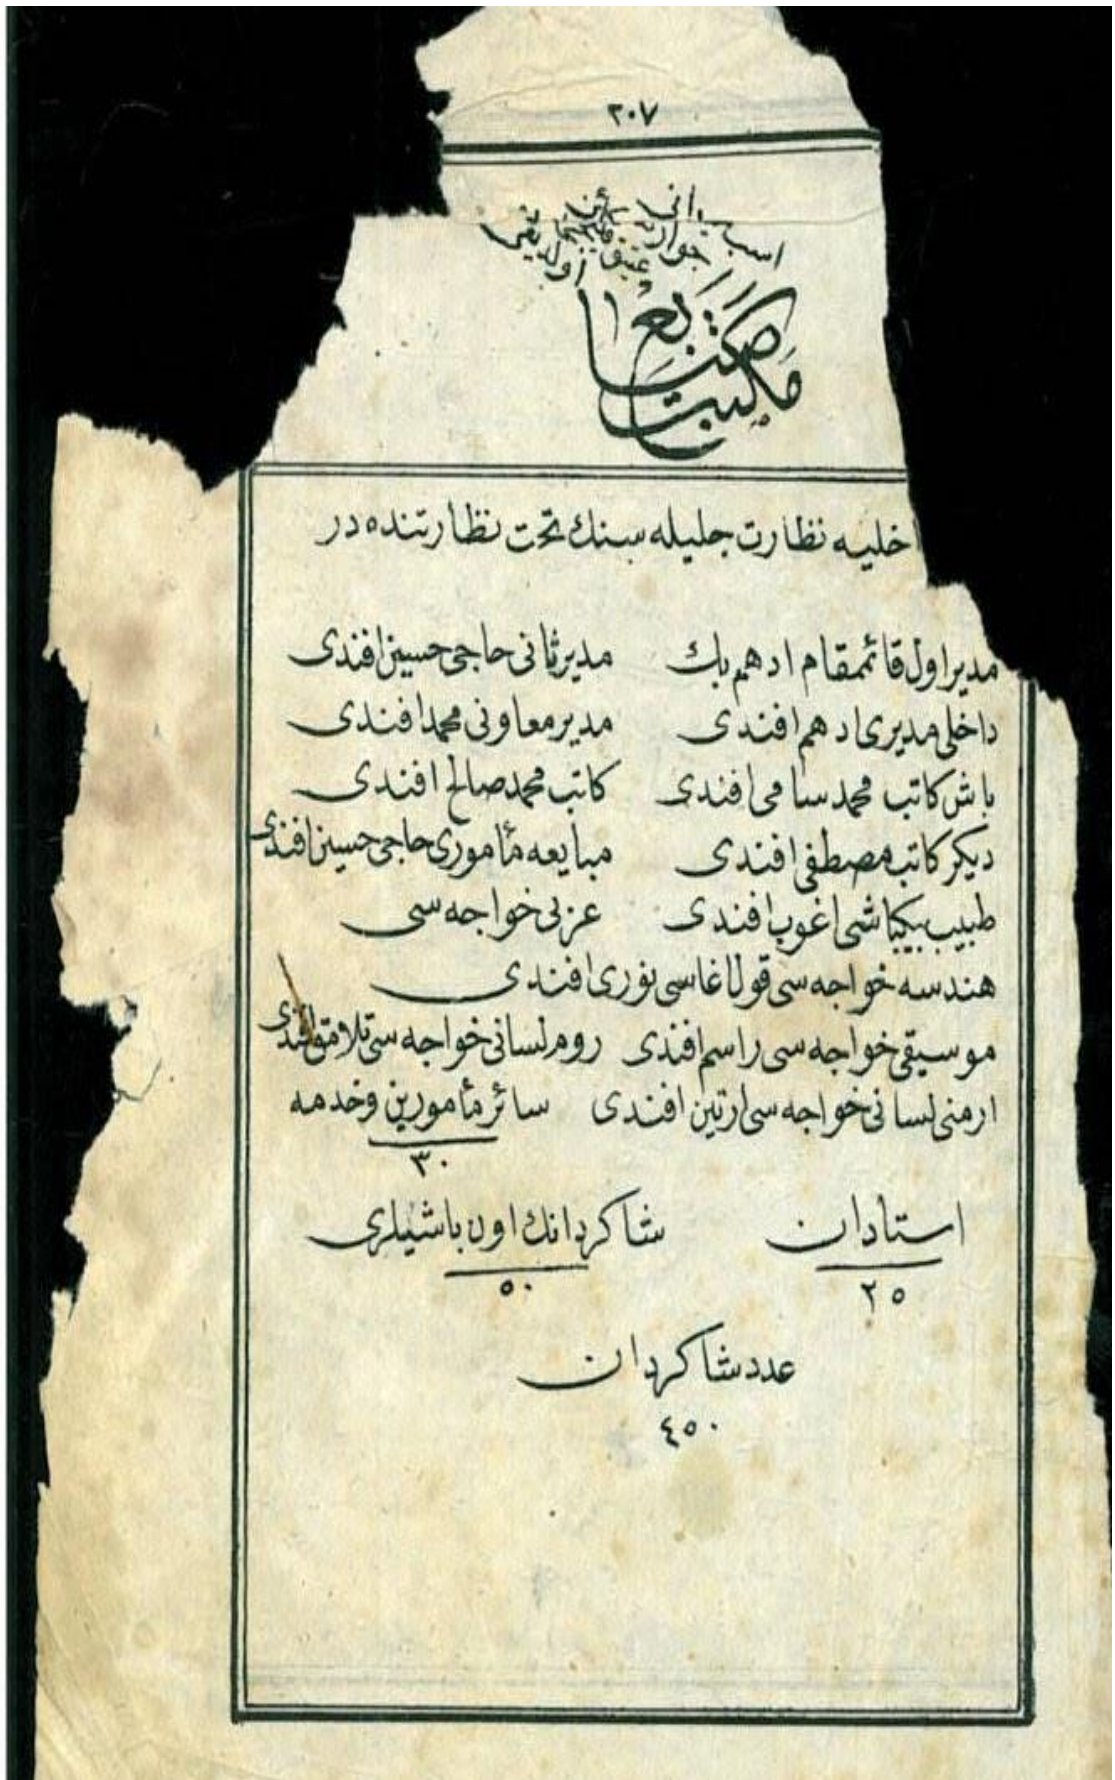 ٢٠٧
مكتب صنايع
اخليه نظارت جليله سنك تحت نظارتنده در
مدير اول قائمقام ادهم بك مدير ثانى حاجى حسين افندى
داخلى مديرى ادهم افندى مدير معاونى محمد افندى
باش كاتب محمد سامى افندى كاتب محمد صالح افندى
ديكر كاتب مصطفى افندى مبايعه مأمورى حاجى حسين افندى
طبيب بيكباشى اغوب افندى عربى خواجه سى
هندسه خواجه سى قول اغاسى نورى افندى
موسيقى خواجه سى راسم افندى روم لسانى خواجه سى افندى
ارمنى لسانى خواجه سى ارتين افندى سائر مأمورين وخدمه
٣٠
استادان شاكردانك اون باشيلرى
٢٥ ٥٠
عدد شاكردان
٤٥٠